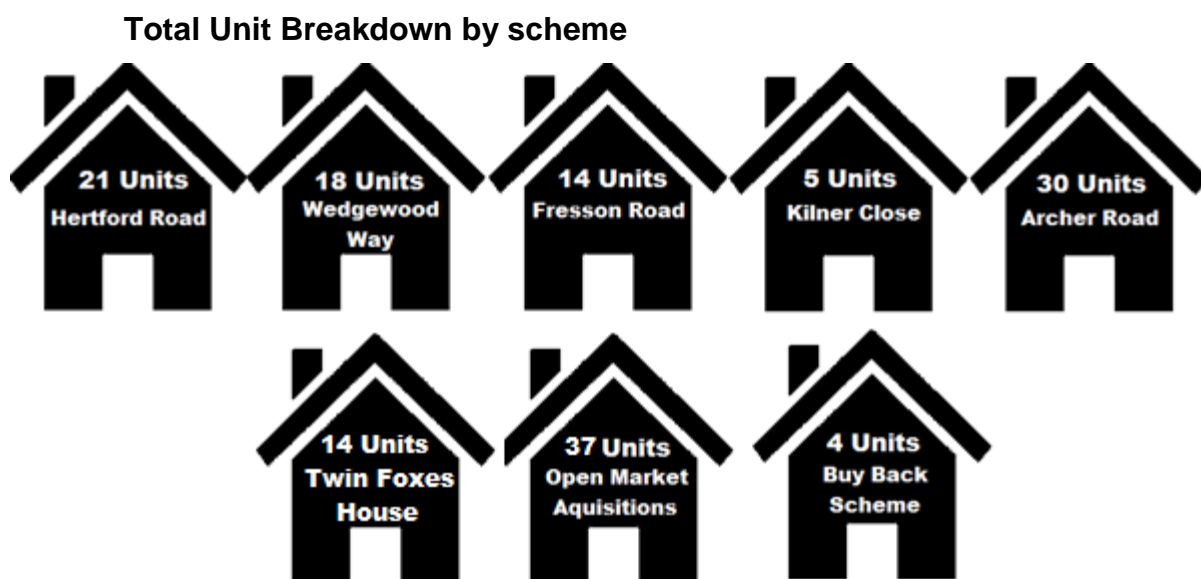 Total Unit Breakdown by scheme
21 Units
Hertford Road
18 Units
Wedgewood
Way
14 Units
Fresson Road
5 Units
Kilner Close
30 Units
Archer Road
14 Units
Twin Foxes
House
37 Units
Open Market
Aquisitions
4 Units
Buy Back
Scheme